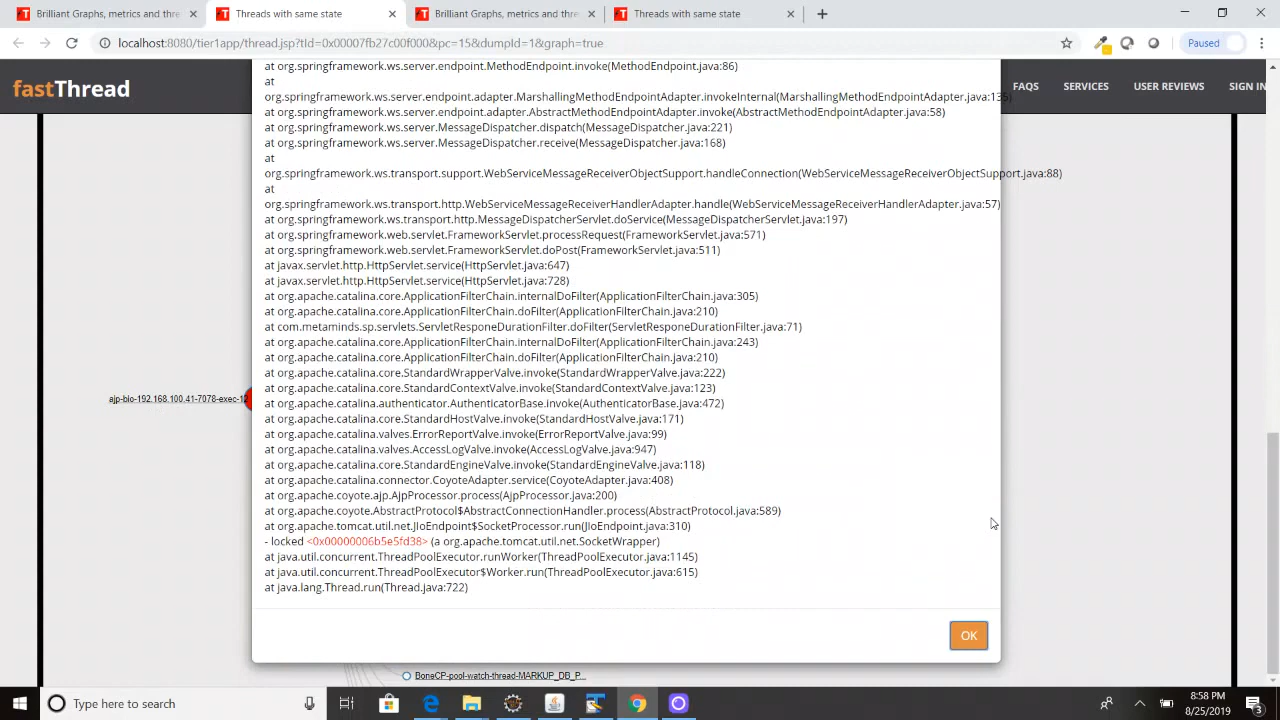 Brilliant Graphs, metrics and thre
Threads with same state
Brilliant Graphs, metrics and thre
Threads with same state
localhost:8080/tier1app/thread.jsp?tId=0x00007fb27c00f000&pc=15&dumpId=1&graph=true
Paused
fastThread
FAQS
SERVICES
USER REVIEWS
SIGN IN
at org.springframework.ws.server.endpoint.MethodEndpoint.invoke(MethodEndpoint.java:86)
at
org.springframework.ws.server.endpoint.adapter.MarshallingMethodEndpointAdapter.invokeInternal(MarshallingMethodEndpointAdapter.java:135)
at org.springframework.ws.server.endpoint.adapter.AbstractMethodEndpointAdapter.invoke(AbstractMethodEndpointAdapter.java:58)
at org.springframework.ws.server.MessageDispatcher.dispatch(MessageDispatcher.java:221)
at org.springframework.ws.server.MessageDispatcher.receive(MessageDispatcher.java:168)
at
org.springframework.ws.transport.support.WebServiceMessageReceiverObjectSupport.handleConnection(WebServiceMessageReceiverObjectSupport.java:88)
at
org.springframework.ws.transport.http.WebServiceMessageReceiverHandlerAdapter.handle(WebServiceMessageReceiverHandlerAdapter.java:57)
at org.springframework.ws.transport.http.MessageDispatcherServlet.doService(MessageDispatcherServlet.java:197)
at org.springframework.web.servlet.FrameworkServlet.processRequest(FrameworkServlet.java:571)
at org.springframework.web.servlet.FrameworkServlet.doPost(FrameworkServlet.java:511)
at javax.servlet.http.HttpServlet.service(HttpServlet.java:647)
at javax.servlet.http.HttpServlet.service(HttpServlet.java:728)
at org.apache.catalina.core.ApplicationFilterChain.internalDoFilter(ApplicationFilterChain.java:305)
at org.apache.catalina.core.ApplicationFilterChain.doFilter(ApplicationFilterChain.java:210)
at com.metaminds.sp.servlets.ServletResponeDurationFilter.doFilter(ServletResponeDurationFilter.java:71)
at org.apache.catalina.core.ApplicationFilterChain.internalDoFilter(ApplicationFilterChain.java:243)
at org.apache.catalina.core.ApplicationFilterChain.doFilter(ApplicationFilterChain.java:210)
at org.apache.catalina.core.StandardWrapperValve.invoke(StandardWrapperValve.java:222)
at org.apache.catalina.core.StandardContextValve.invoke(StandardContextValve.java:123)
ajp-bio-192.168.100.41-7078-exec-12
at org.apache.catalina.authenticator.AuthenticatorBase.invoke(AuthenticatorBase.java:472)
at org.apache.catalina.core.StandardHostValve.invoke(StandardHostValve.java:171)
at org.apache.catalina.valves.ErrorReportValve.invoke(ErrorReportValve.java:99)
at org.apache.catalina.valves.AccessLogValve.invoke(AccessLogValve.java:947)
at org.apache.catalina.core.StandardEngineValve.invoke(StandardEngineValve.java:118)
at org.apache.catalina.connector.CoyoteAdapter.service(CoyoteAdapter.java:408)
at org.apache.coyote.ajp.AjpProcessor.process(AjpProcessor.java:200)
at org.apache.coyote.AbstractProtocol$AbstractConnectionHandler.process(AbstractProtocol.java:589)
at org.apache.tomcat.util.net.JIoEndpoint$SocketProcessor.run(JIoEndpoint.java:310)
- locked <0x00000006b5e5fd38> (a org.apache.tomcat.util.net.SocketWrapper)
at java.util.concurrent.ThreadPoolExecutor.runWorker(ThreadPoolExecutor.java:1145)
at java.util.concurrent.ThreadPoolExecutor$Worker.run(ThreadPoolExecutor.java:615)
at java.lang.Thread.run(Thread.java:722)
OK
BoneCP-pool-watch-thread-MARKUP_DB_P...
Type here to search
8:58 PM
8/25/2019
3